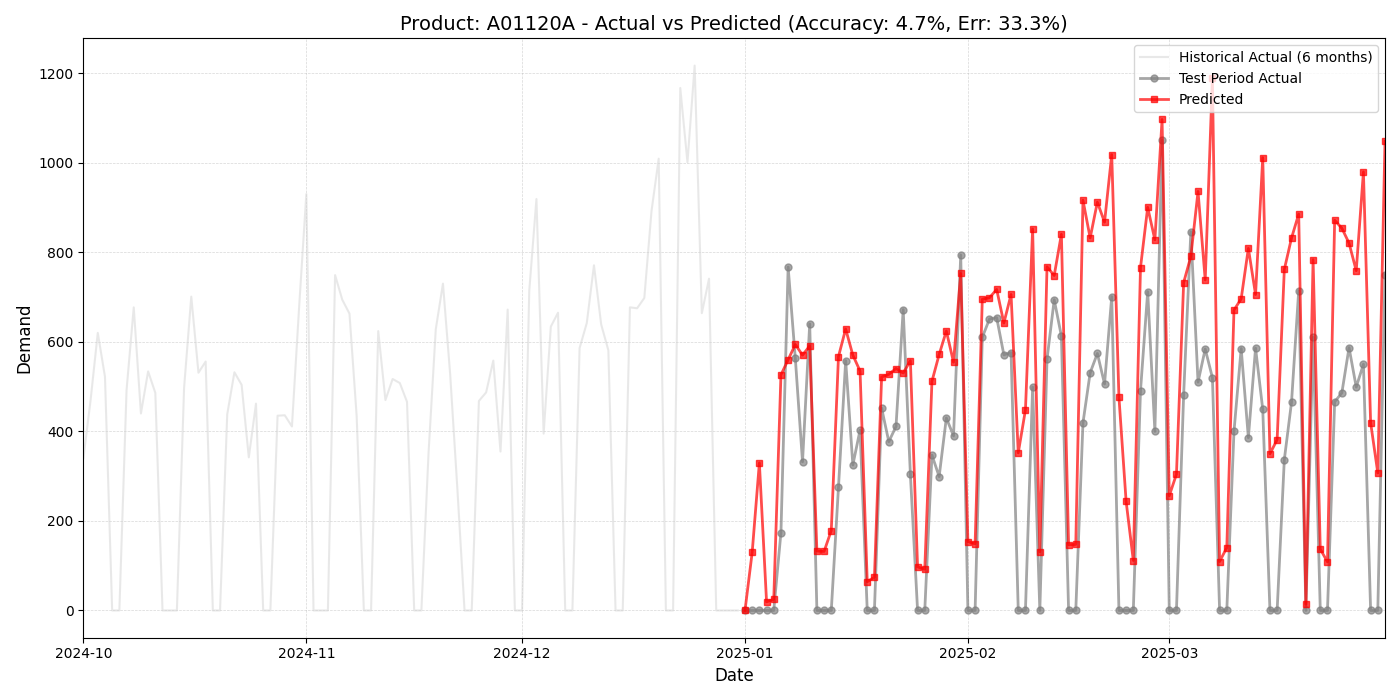 Product: A01120A - Actual vs Predicted (Accuracy: 4.7%, Err: 33.3%)
Historical Actual (6 months)
Test Period Actual
Predicted
1200
1000
800
600
400
200
0
Demand
2024-10
2024-11
2024-12
2025-01
2025-02
2025-03
Date